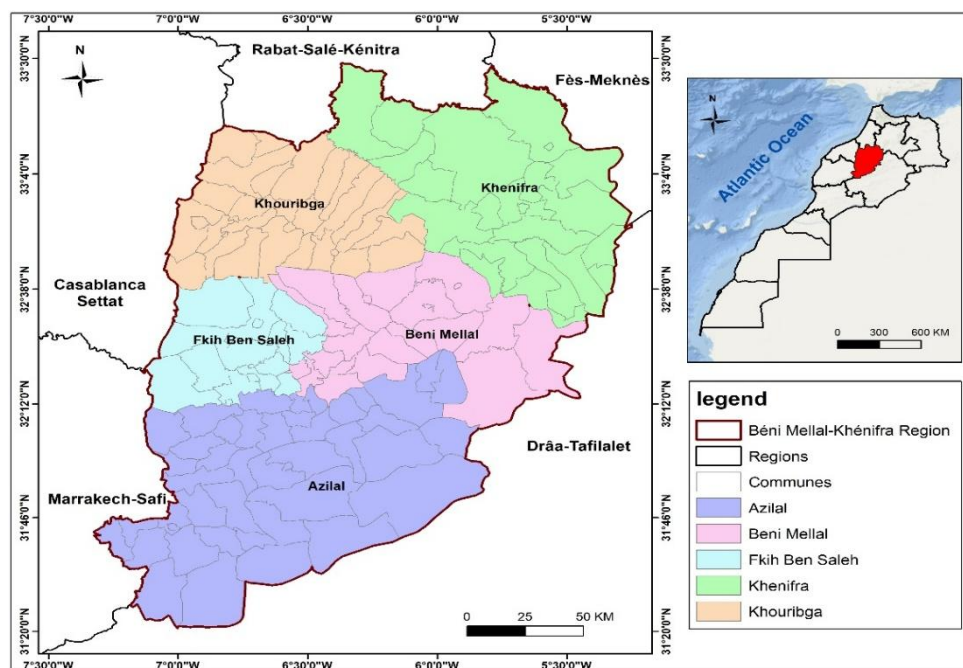 7°30'0"W 7°0'0"W 6°30'0"W 6°0'0"W 5°30'0"W
Rabat-Salé-Kénitra
N
Fès-Meknès
33°30'0"N
33°30'0"N
33°4'0"N
33°4'0"N
Khenifra
Khouribga
32°38'0"N
32°38'0"N
Casablanca
Settat
Fkih Ben Saleh
Beni Mellal
32°12'0"N
32°12'0"N
Drâa-Tafilalet
Azilal
Marrakech-Safi
31°46'0"N
31°46'0"N
0 25 50 KM
31°20'0"N
31°20'0"N
7°30'0"W 7°0'0"W 6°30'0"W 6°0'0"W 5°30'0"W
N
Atlantic Ocean
0 300 600 KM
legend
Béni Mellal-Khénifra Region
Regions
Communes
Azilal
Beni Mellal
Fkih Ben Saleh
Khenifra
Khouribga